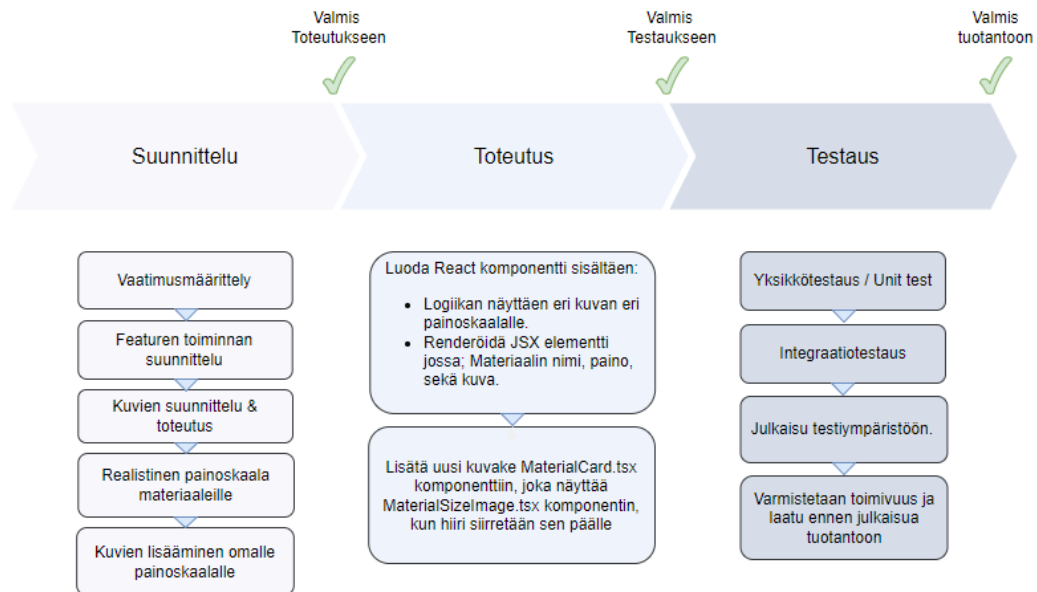 Valmis
Toteutukseen
Valmis
Testaukseen
Valmis
tuotantoon
Suunnittelu
Toteutus
Testaus
Vaatimusmäärittely
Featuren toiminnan
suunnittelu
Kuvien suunnittelu &
toteutus
Realistinen painoskaala
materiaaleille
Kuvien lisääminen omalle
painoskaalalle
Luoda React komponentti sisältäen:
• Logiikan näyttäen eri kuvan eri
painoskaalalle.
• Renderöidä JSX elementti
jossa; Materiaalin nimi, paino,
sekä kuva.
Lisätä uusi kuvake MaterialCard.tsx
komponenttiin, joka näyttää
MaterialSizeImage.tsx komponentin,
kun hiiri siirretään sen päälle
Yksikkötestaus / Unit test
Integraatiotestaus
Julkaisu testiympäristöön.
Varmistetaan toimivuus ja
laatu ennen julkaisua
tuotantoon